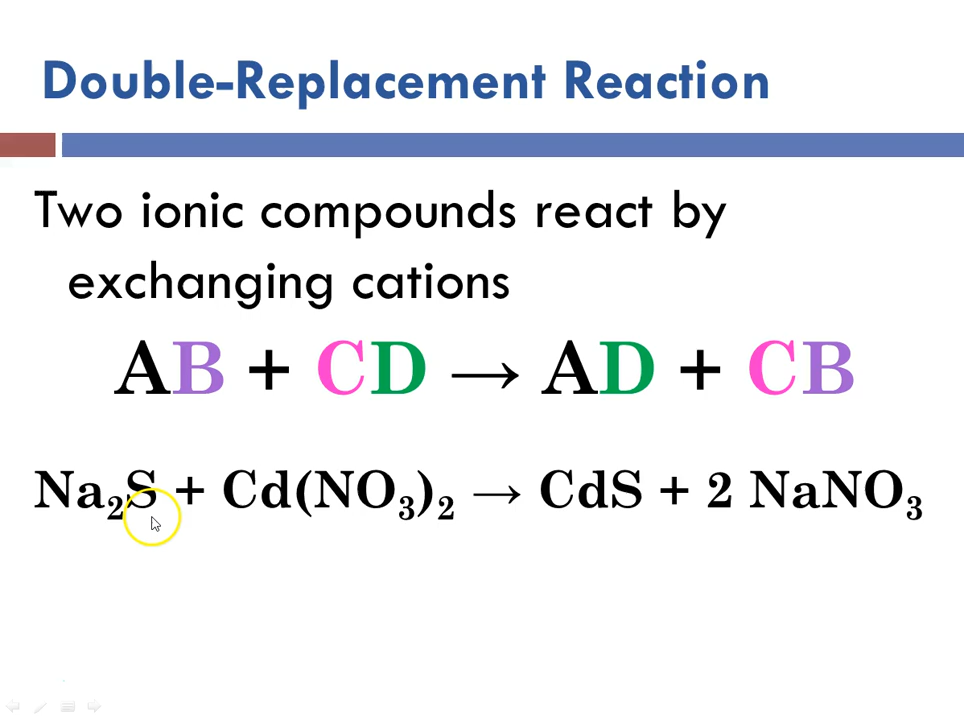 Double-Replacement Reaction
Two ionic compounds react by
exchanging cations
AB + CD → AD + CB
Na₂S + Cd(NO₃)₂ → CdS + 2 NaNO₃